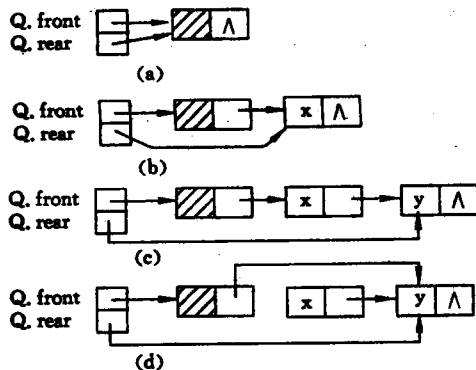 Q. front
Q. rear
∧
(a)
Q. front
Q. rear
x ∧
(b)
Q. front
Q. rear
x y ∧
(c)
Q. front
Q. rear
x y ∧
(d)